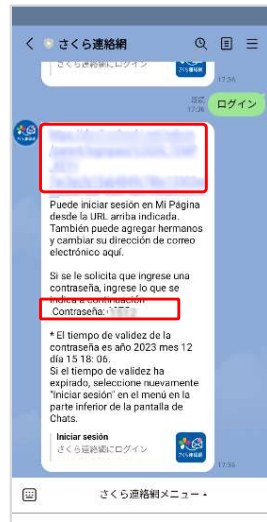 さくら連絡網
さくら連絡網にログイン
17:36
既読
17:36
ログイン
Puede iniciar sesión en Mi Página
desde la URL arriba indicada.
También puede agregar hermanos
y cambiar su dirección de correo
electrónico aquí.
Si se le solicita que ingrese una
contraseña, ingrese lo que se
indica a continuación
Contraseña:
* El tiempo de validez de la
contraseña es año 2023 mes 12
día 15 18: 06.
Si el tiempo de validez ha
expirado, seleccione nuevamente
"Iniciar sesión" en el menú en la
parte inferior de la pantalla de
Chats.
Iniciar sesión
さくら連絡網にログイン
17:36
さくら連絡網メニュー